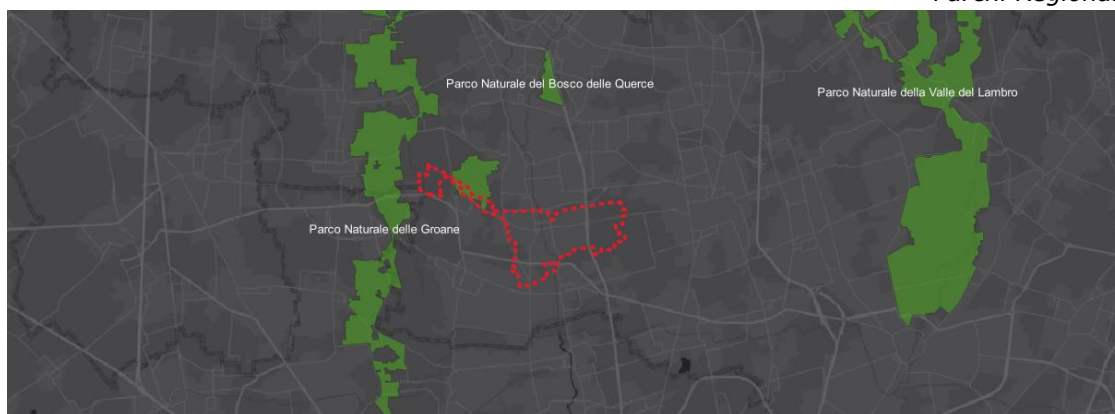 Parchi Regionali
Parco Naturale del Bosco delle Querce
Parco Naturale della Valle del Lambro
Parco Naturale delle Groane